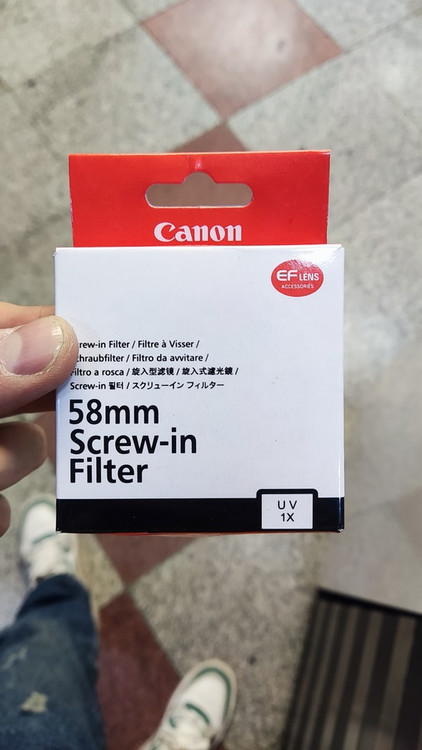 Canon
EF LENS
ACCESSORIES
rew-in Filter / Filtre à Visser /
chraubfilter / Filtro da avvitare /
Filtro a rosca / 旋入型滤镜 / 旋入式濾光鏡 /
Screw-in 필터 / スクリューイン フィルター
58mm
Screw-in
Filter
UV
1X